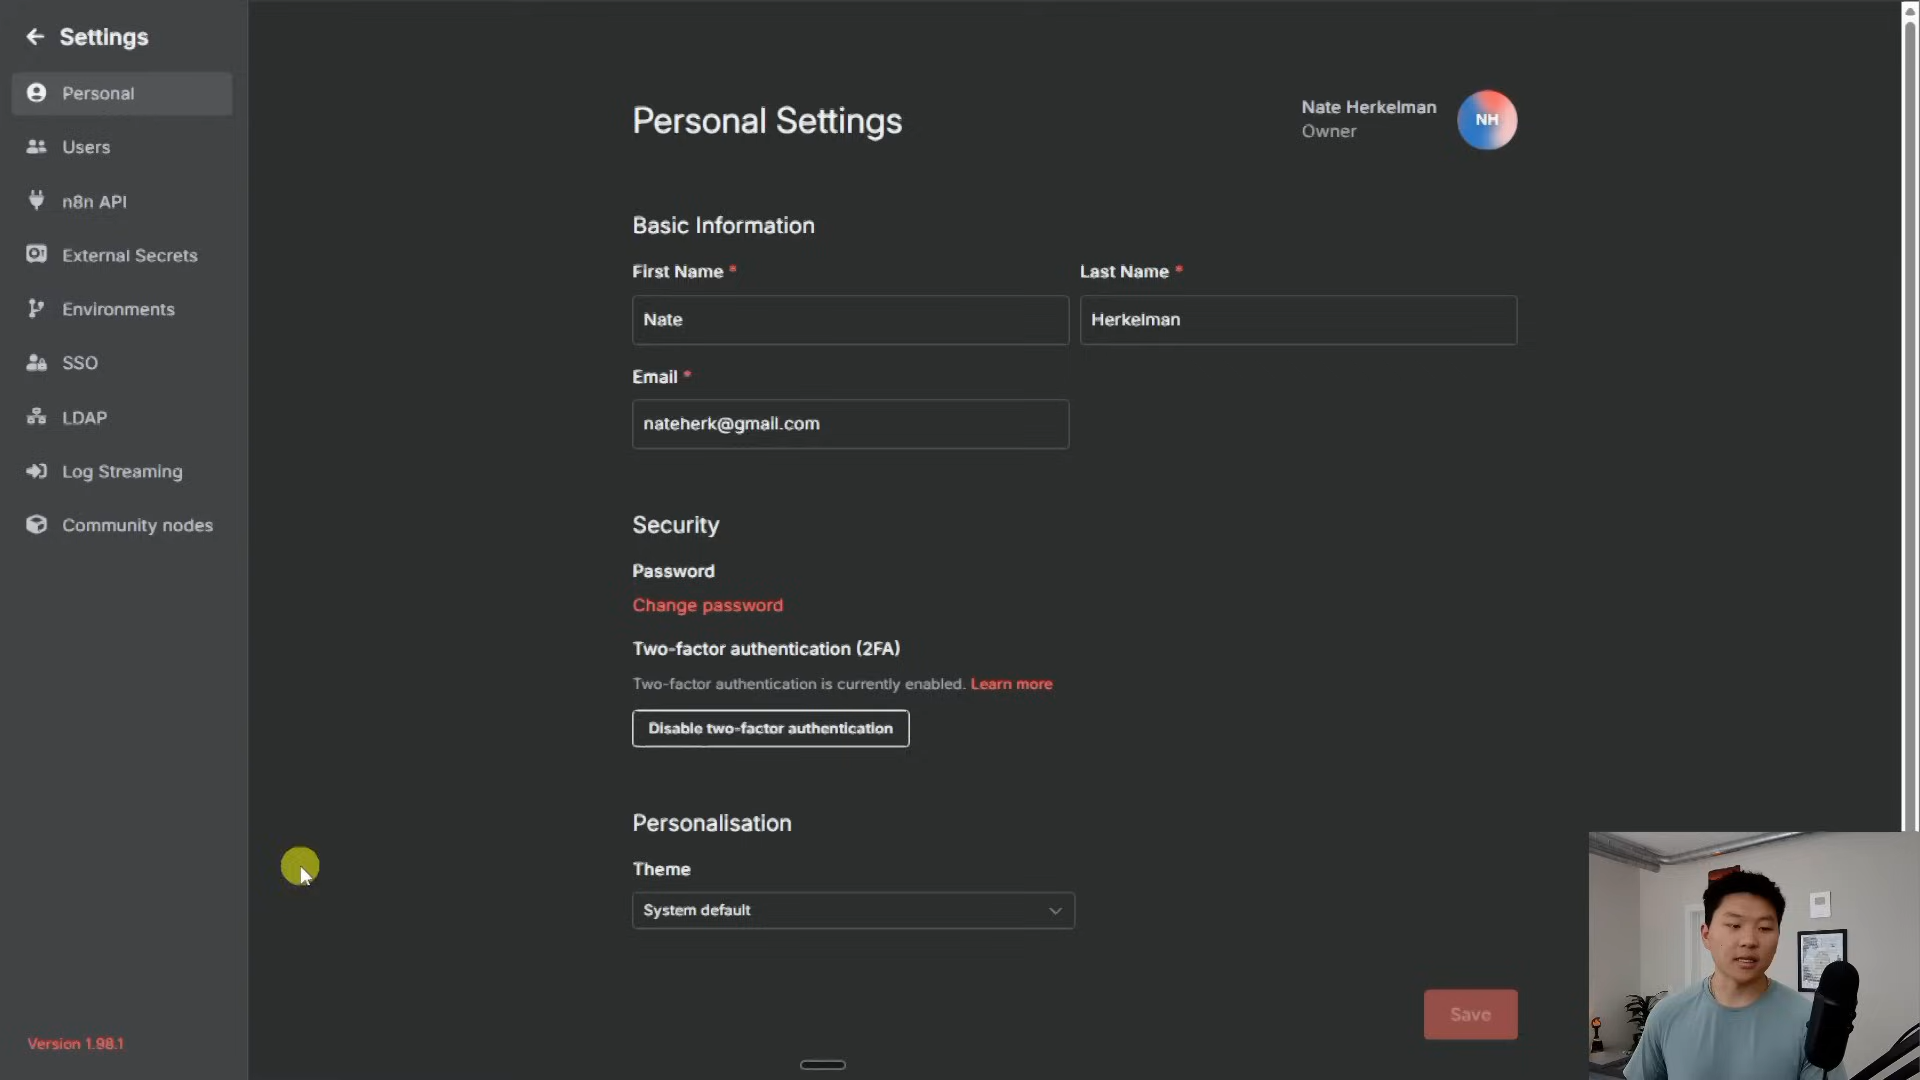 Settings
Personal
Users
n8n API
External Secrets
Environments
SSO
LDAP
Log Streaming
Community nodes
Version 1.98.1
Personal Settings
Nate Herkelman
Owner
NH
Basic Information
First Name *
Last Name *
Nate
Herkelman
Email *
nateherk@gmail.com
Security
Password
Change password
Two-factor authentication (2FA)
Two-factor authentication is currently enabled. Learn more
Disable two-factor authentication
Personalisation
Theme
System default
Save